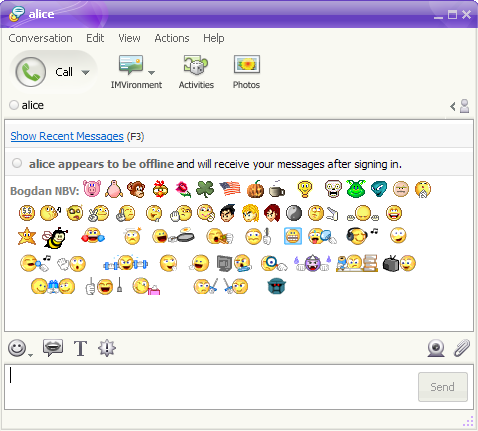 alice
Conversation Edit View Actions Help
Call
IMVironment Activities Photos
alice
Show Recent Messages (F3)
alice appears to be offline and will receive your messages after signing in.
Bogdan NBV:
T
Send